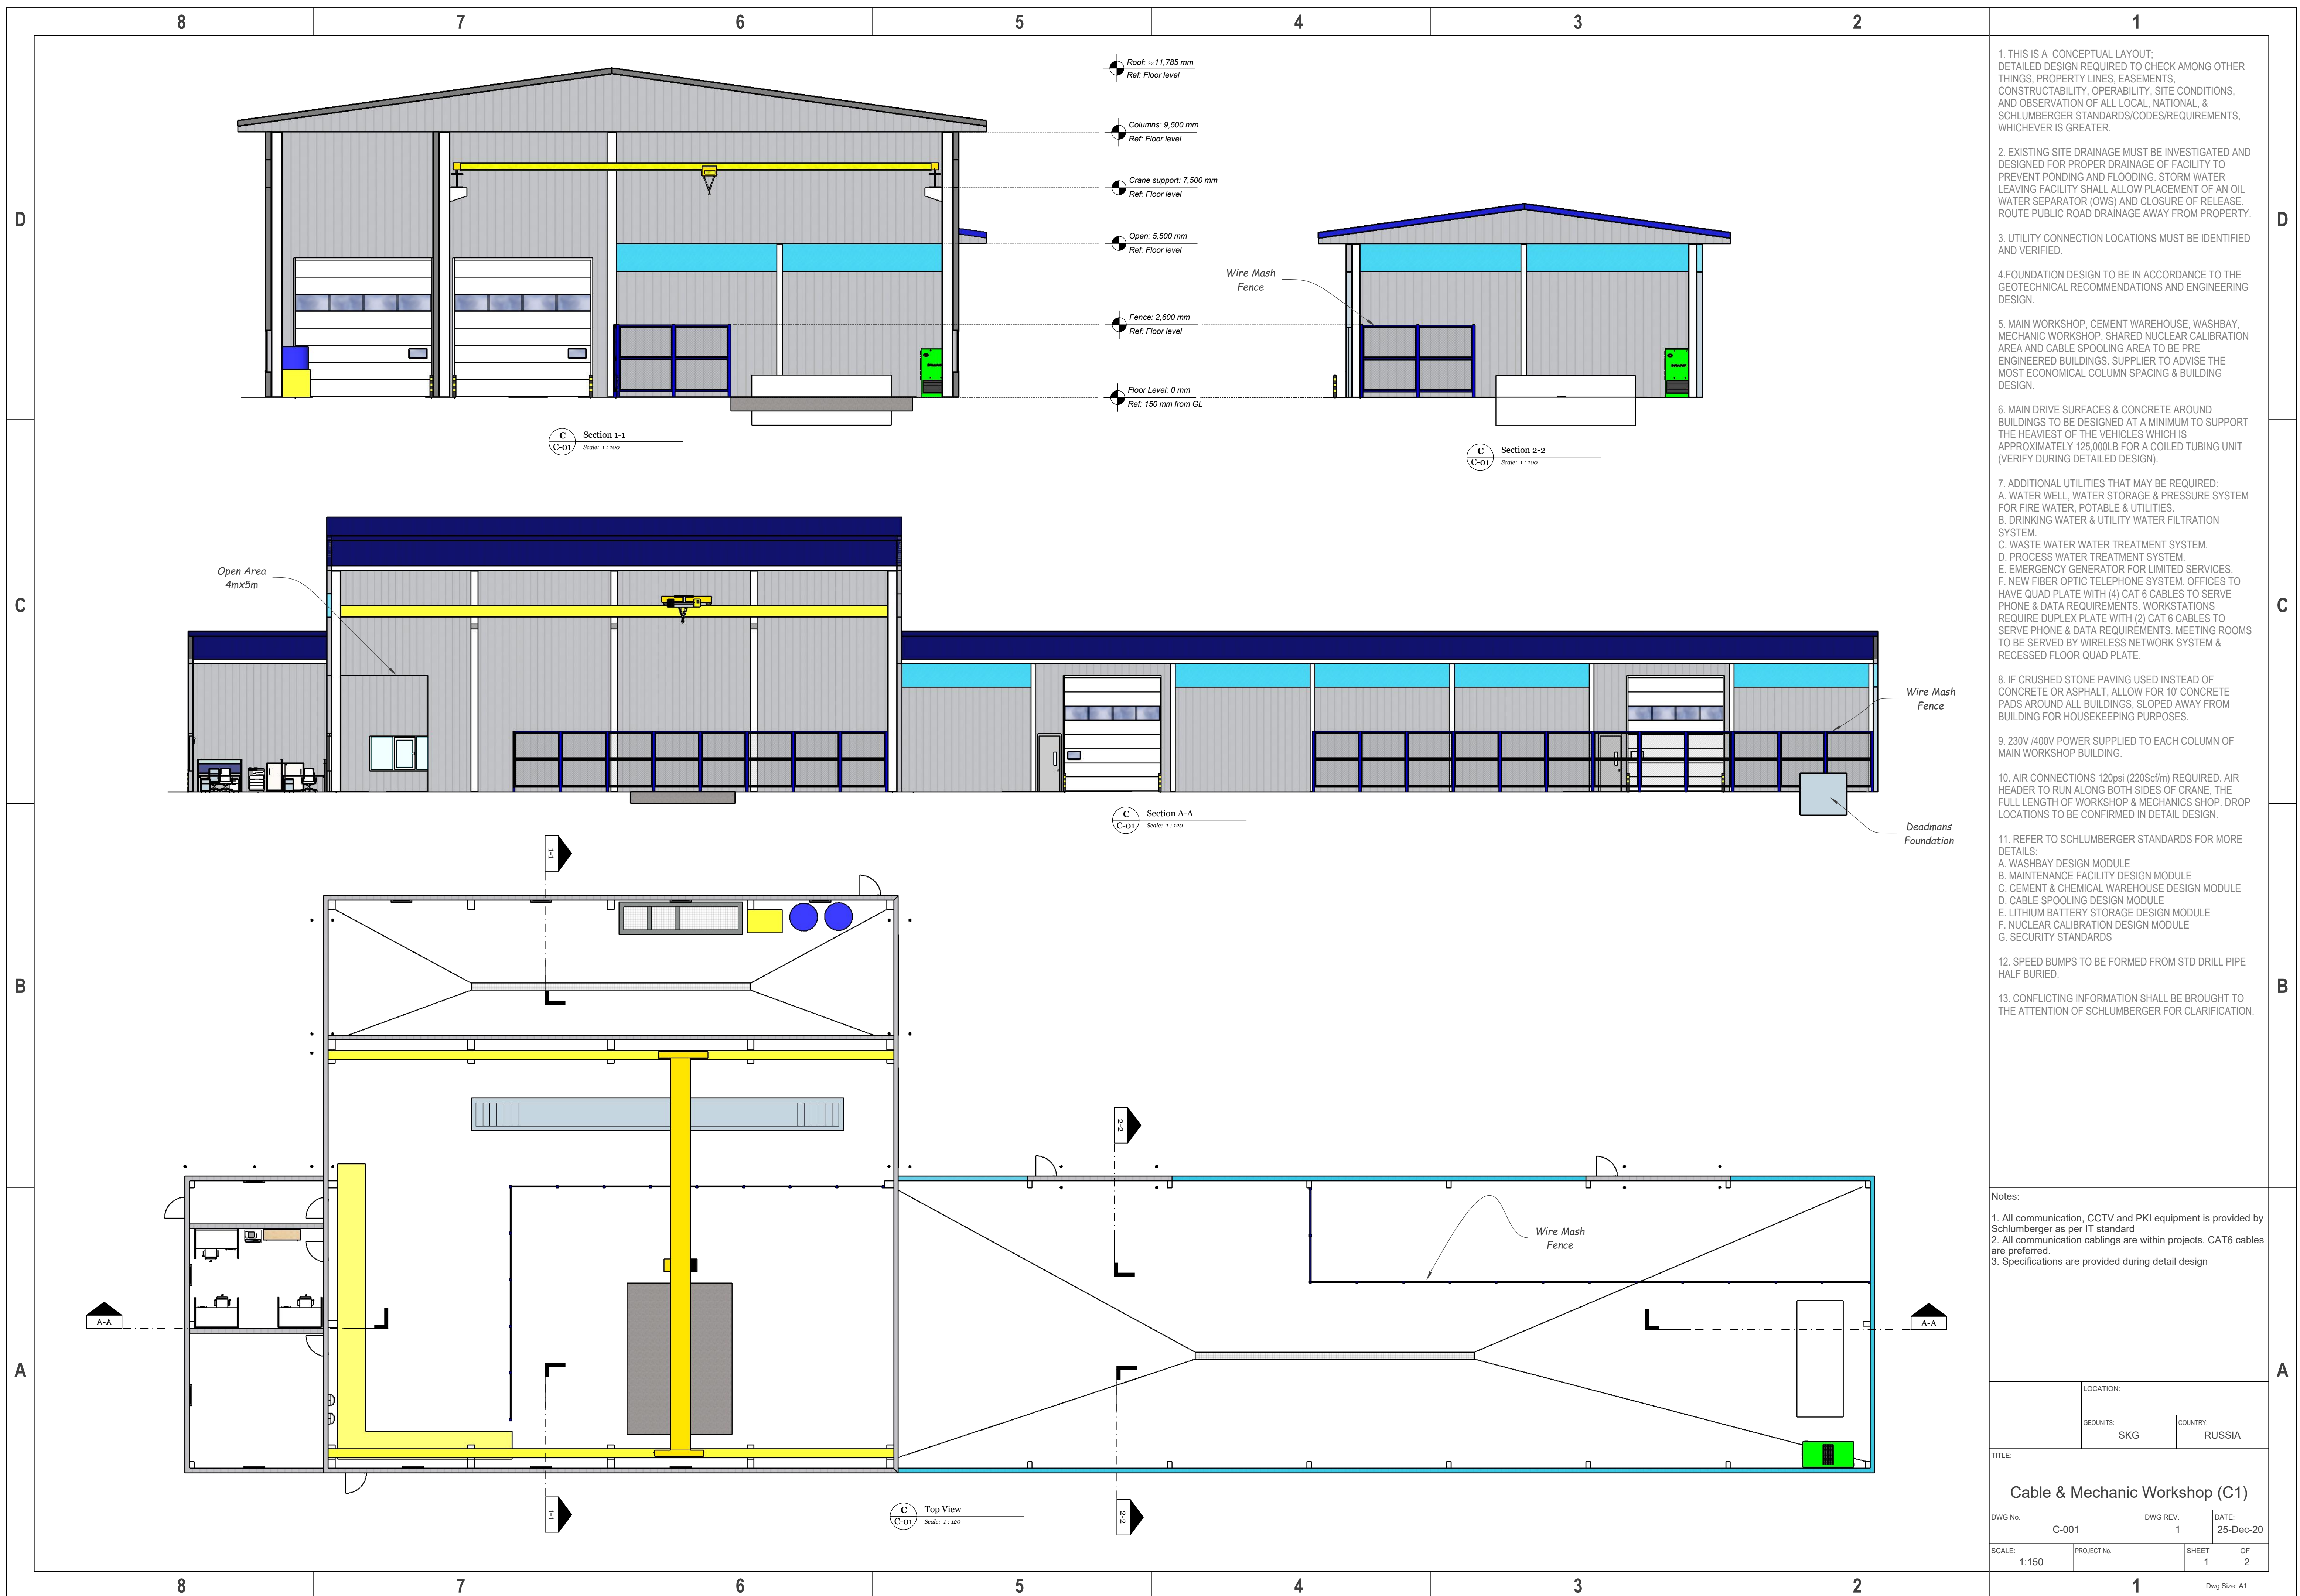 8 7 6 5 4 3 2 1
D
C
B
A
D
C
B
A
Roof: ≈11,785 mm
Ref: Floor level
Columns: 9,500 mm
Ref: Floor level
Crane support: 7,500 mm
Ref: Floor level
Open: 5,500 mm
Ref: Floor level
Fence: 2,600 mm
Ref: Floor level
Floor Level: 0 mm
Ref: 150 mm from GL
Wire Mash
Fence
C
C-01
Section 1-1
Scale: 1 : 100
C
C-01
Section 2-2
Scale: 1 : 100
Open Area
4mx5m
Wire Mash
Fence
Deadmans
Foundation
C
C-01
Section A-A
Scale: 1 : 120
1-1
2-2
Wire Mash
Fence
A-A
A-A
1-1
2-2
C
C-01
Top View
Scale: 1 : 120
1. THIS IS A CONCEPTUAL LAYOUT;
DETAILED DESIGN REQUIRED TO CHECK AMONG OTHER
THINGS, PROPERTY LINES, EASEMENTS,
CONSTRUCTABILITY, OPERABILITY, SITE CONDITIONS,
AND OBSERVATION OF ALL LOCAL, NATIONAL, &
SCHLUMBERGER STANDARDS/CODES/REQUIREMENTS,
WHICHEVER IS GREATER.
2. EXISTING SITE DRAINAGE MUST BE INVESTIGATED AND
DESIGNED FOR PROPER DRAINAGE OF FACILITY TO
PREVENT PONDING AND FLOODING. STORM WATER
LEAVING FACILITY SHALL ALLOW PLACEMENT OF AN OIL
WATER SEPARATOR (OWS) AND CLOSURE OF RELEASE.
ROUTE PUBLIC ROAD DRAINAGE AWAY FROM PROPERTY.
3. UTILITY CONNECTION LOCATIONS MUST BE IDENTIFIED
AND VERIFIED.
4.FOUNDATION DESIGN TO BE IN ACCORDANCE TO THE
GEOTECHNICAL RECOMMENDATIONS AND ENGINEERING
DESIGN.
5. MAIN WORKSHOP, CEMENT WAREHOUSE, WASHBAY,
MECHANIC WORKSHOP, SHARED NUCLEAR CALIBRATION
AREA AND CABLE SPOOLING AREA TO BE PRE
ENGINEERED BUILDINGS. SUPPLIER TO ADVISE THE
MOST ECONOMICAL COLUMN SPACING & BUILDING
DESIGN.
6. MAIN DRIVE SURFACES & CONCRETE AROUND
BUILDINGS TO BE DESIGNED AT A MINIMUM TO SUPPORT
THE HEAVIEST OF THE VEHICLES WHICH IS
APPROXIMATELY 125,000LB FOR A COILED TUBING UNIT
(VERIFY DURING DETAILED DESIGN).
7. ADDITIONAL UTILITIES THAT MAY BE REQUIRED:
A. WATER WELL, WATER STORAGE & PRESSURE SYSTEM
FOR FIRE WATER, POTABLE & UTILITIES.
B. DRINKING WATER & UTILITY WATER FILTRATION
SYSTEM.
C. WASTE WATER WATER TREATMENT SYSTEM.
D. PROCESS WATER TREATMENT SYSTEM.
E. EMERGENCY GENERATOR FOR LIMITED SERVICES.
F. NEW FIBER OPTIC TELEPHONE SYSTEM. OFFICES TO
HAVE QUAD PLATE WITH (4) CAT 6 CABLES TO SERVE
PHONE & DATA REQUIREMENTS. WORKSTATIONS
REQUIRE DUPLEX PLATE WITH (2) CAT 6 CABLES TO
SERVE PHONE & DATA REQUIREMENTS. MEETING ROOMS
TO BE SERVED BY WIRELESS NETWORK SYSTEM &
RECESSED FLOOR QUAD PLATE.
8. IF CRUSHED STONE PAVING USED INSTEAD OF
CONCRETE OR ASPHALT, ALLOW FOR 10' CONCRETE
PADS AROUND ALL BUILDINGS, SLOPED AWAY FROM
BUILDING FOR HOUSEKEEPING PURPOSES.
9. 230V /400V POWER SUPPLIED TO EACH COLUMN OF
MAIN WORKSHOP BUILDING.
10. AIR CONNECTIONS 120psi (220Scf/m) REQUIRED. AIR
HEADER TO RUN ALONG BOTH SIDES OF CRANE, THE
FULL LENGTH OF WORKSHOP & MECHANICS SHOP. DROP
LOCATIONS TO BE CONFIRMED IN DETAIL DESIGN.
11. REFER TO SCHLUMBERGER STANDARDS FOR MORE
DETAILS:
A. WASHBAY DESIGN MODULE
B. MAINTENANCE FACILITY DESIGN MODULE
C. CEMENT & CHEMICAL WAREHOUSE DESIGN MODULE
D. CABLE SPOOLING DESIGN MODULE
E. LITHIUM BATTERY STORAGE DESIGN MODULE
F. NUCLEAR CALIBRATION DESIGN MODULE
G. SECURITY STANDARDS
12. SPEED BUMPS TO BE FORMED FROM STD DRILL PIPE
HALF BURIED.
13. CONFLICTING INFORMATION SHALL BE BROUGHT TO
THE ATTENTION OF SCHLUMBERGER FOR CLARIFICATION.
Notes:
1. All communication, CCTV and PKI equipment is provided by
Schlumberger as per IT standard
2. All communication cablings are within projects. CAT6 cables
are preferred.
3. Specifications are provided during detail design
LOCATION:
GEOUNITS:
SKG
COUNTRY:
RUSSIA
TITLE:
Cable & Mechanic Workshop (C1)
DWG No.
C-001
DWG REV.
1
DATE:
25-Dec-20
SCALE:
1:150
PROJECT No.
SHEET
1
OF
2
8 7 6 5 4 3 2 1
Dwg Size: A1